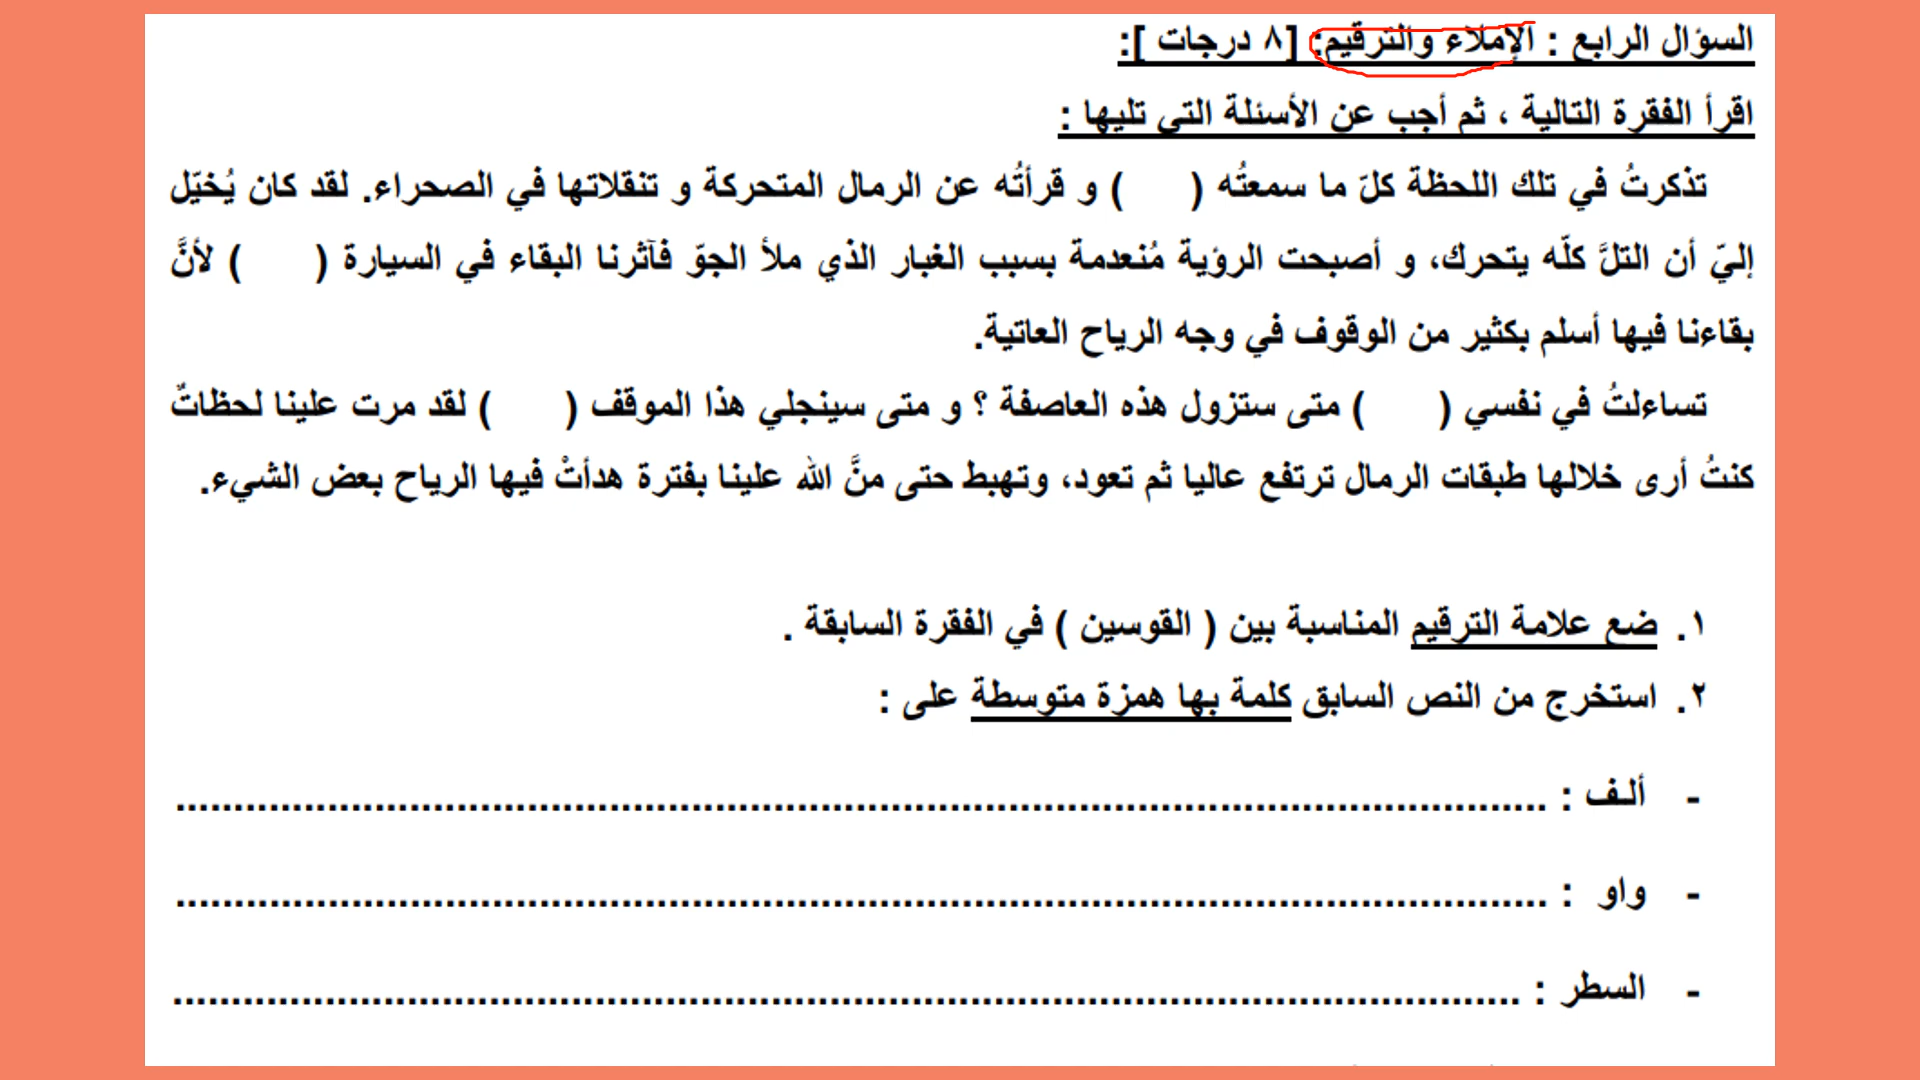 السؤال الرابع : الإملاء والترقيم: [٨ درجات ]:
اقرأ الفقرة التالية ، ثم أجب عن الأسئلة التي تليها :
تذكرتُ في تلك اللحظة كلّ ما سمعتُه (      ) و قرأتُه عن الرمال المتحركة و تنقلاتها في الصحراء. لقد كان يُخيّل
إليّ أن التلَّ كلّه يتحرك، و أصبحت الرؤية مُنعدمة بسبب الغبار الذي ملأ الجوّ فآثرنا البقاء في السيارة (      ) لأنَّ
بقاءنا فيها أسلم بكثير من الوقوف في وجه الرياح العاتية.
تساءلتُ في نفسي (      ) متى ستزول هذه العاصفة ؟ و متى سينجلي هذا الموقف (      ) لقد مرت علينا لحظاتٌ
كنتُ أرى خلالها طبقات الرمال ترتفع عاليا ثم تعود، وتهبط حتى منَّ الله علينا بفترة هدأتْ فيها الرياح بعض الشيء.
١. ضع علامة الترقيم المناسبة بين ( القوسين ) في الفقرة السابقة .
٢. استخرج من النص السابق كلمة بها همزة متوسطة على :
- ألـف : ......................................................................................................
- واو : ......................................................................................................
- السطر : ......................................................................................................